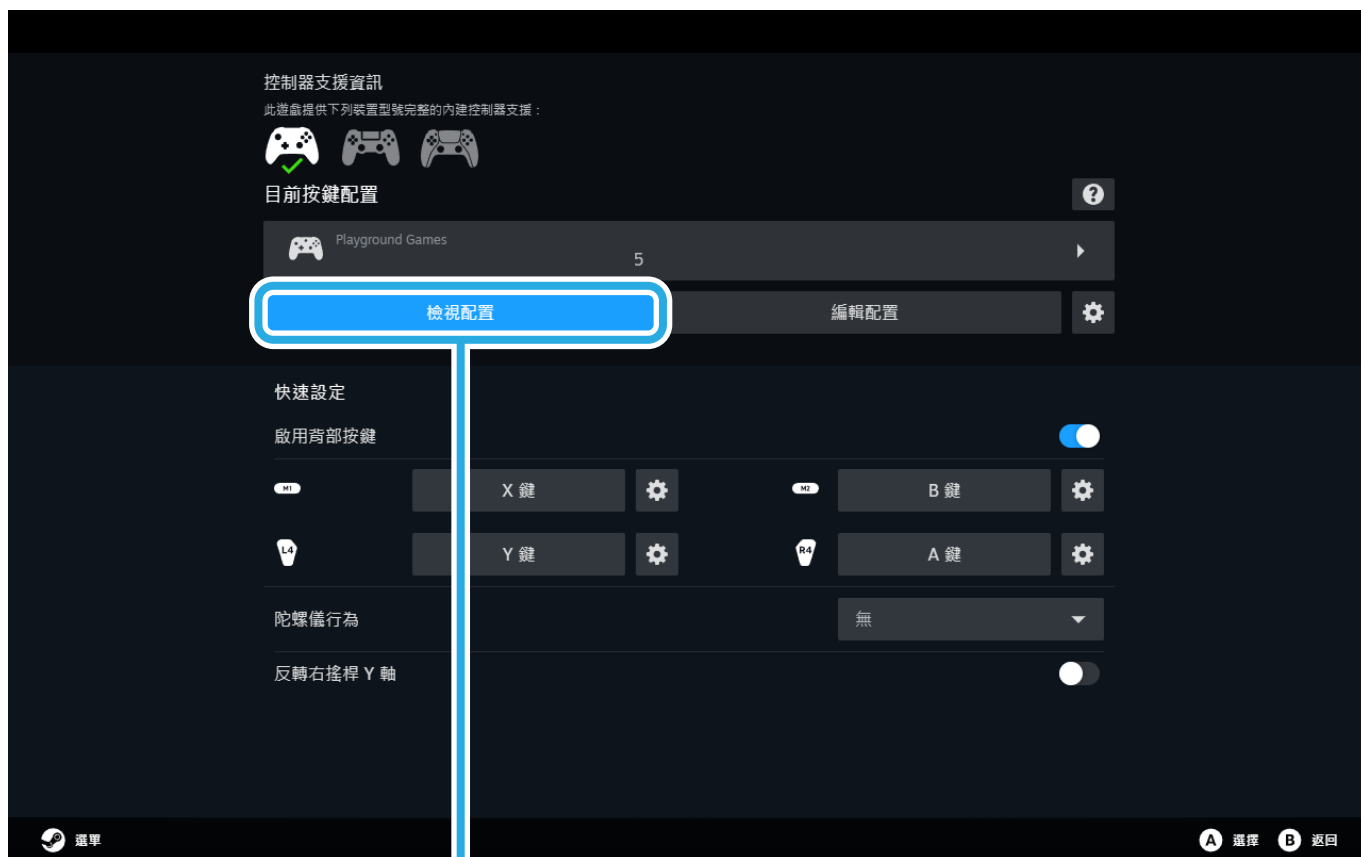 控制器支援資訊
此遊戲提供下列裝置型號完整的內建控制器支援：
目前按鍵配置
?
Playground Games
5
檢視配置
編輯配置
快速設定
啟用背部按鍵
M1
X 鍵
M2
B 鍵
L4
Y 鍵
R4
A 鍵
陀螺儀行為
無
反轉右搖桿 Y 軸
選單
A 選擇 B 返回